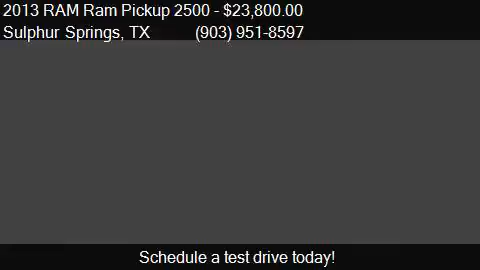 2013 RAM Ram Pickup 2500 - $23,800.00
Sulphur Springs, TX (903) 951-8597
Schedule a test drive today!